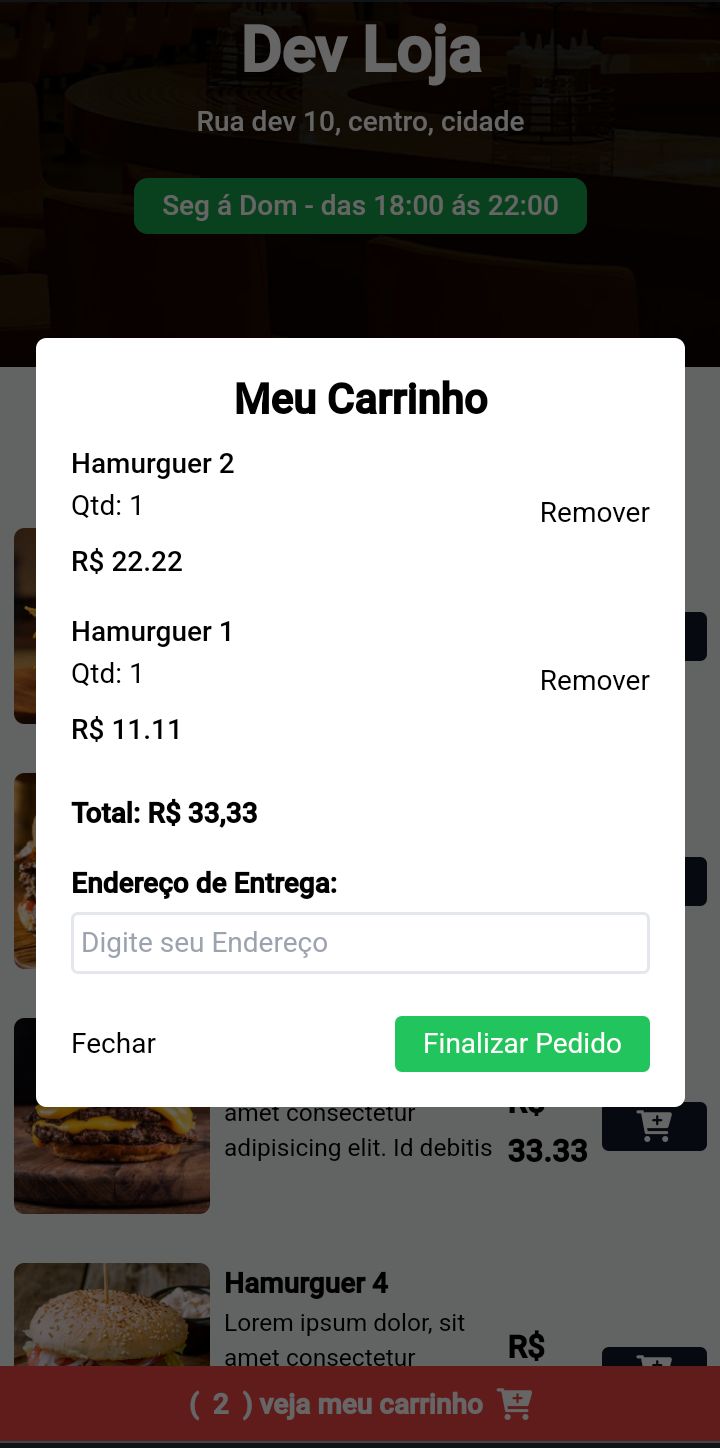 Dev Loja
Rua dev 10, centro, cidade
Seg á Dom - das 18:00 ás 22:00
Meu Carrinho
Hamurguer 2
Qtd: 1
Remover
R$ 22.22
Hamurguer 1
Qtd: 1
Remover
R$ 11.11
Total: R$ 33,33
Endereço de Entrega:
Digite seu Endereço
Fechar
Finalizar Pedido
amet consectetur
adipisicing elit. Id debitis
R$
33.33
Hamurguer 4
Lorem ipsum dolor, sit
amet consectetur
R$
( 2 ) veja meu carrinho